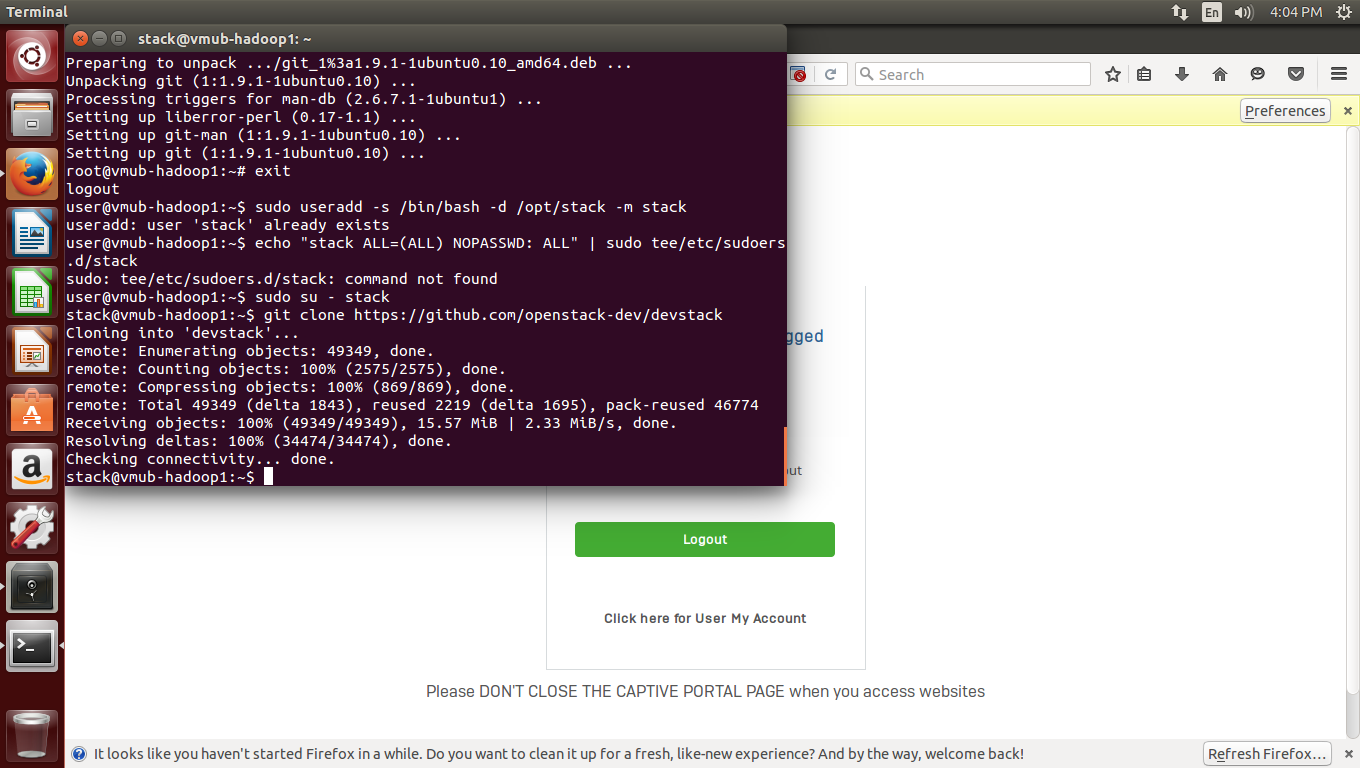 Terminal
En
4:04 PM
stack@vmub-hadoop1: ~
Preparing to unpack .../git_1%3a1.9.1-1ubuntu0.10_amd64.deb ...
Unpacking git (1:1.9.1-1ubuntu0.10) ...
Processing triggers for man-db (2.6.7.1-1ubuntu1) ...
Setting up liberror-perl (0.17-1.1) ...
Setting up git-man (1:1.9.1-1ubuntu0.10) ...
Setting up git (1:1.9.1-1ubuntu0.10) ...
root@vmub-hadoop1:~# exit
logout
user@vmub-hadoop1:~$ sudo useradd -s /bin/bash -d /opt/stack -m stack
useradd: user 'stack' already exists
user@vmub-hadoop1:~$ echo "stack ALL=(ALL) NOPASSWD: ALL" | sudo tee/etc/sudoers
.d/stack
sudo: tee/etc/sudoers.d/stack: command not found
user@vmub-hadoop1:~$ sudo su - stack
stack@vmub-hadoop1:~$ git clone https://github.com/openstack-dev/devstack
Cloning into 'devstack'...
remote: Enumerating objects: 49349, done.
remote: Counting objects: 100% (2575/2575), done.
remote: Compressing objects: 100% (869/869), done.
remote: Total 49349 (delta 1843), reused 2219 (delta 1695), pack-reused 46774
Receiving objects: 100% (49349/49349), 15.57 MiB | 2.33 MiB/s, done.
Resolving deltas: 100% (34474/34474), done.
Checking connectivity... done.
stack@vmub-hadoop1:~$
Search
Preferences
gged
out
Logout
Click here for User My Account
Please DON'T CLOSE THE CAPTIVE PORTAL PAGE when you access websites
It looks like you haven't started Firefox in a while. Do you want to clean it up for a fresh, like-new experience? And by the way, welcome back!
Refresh Firefox...